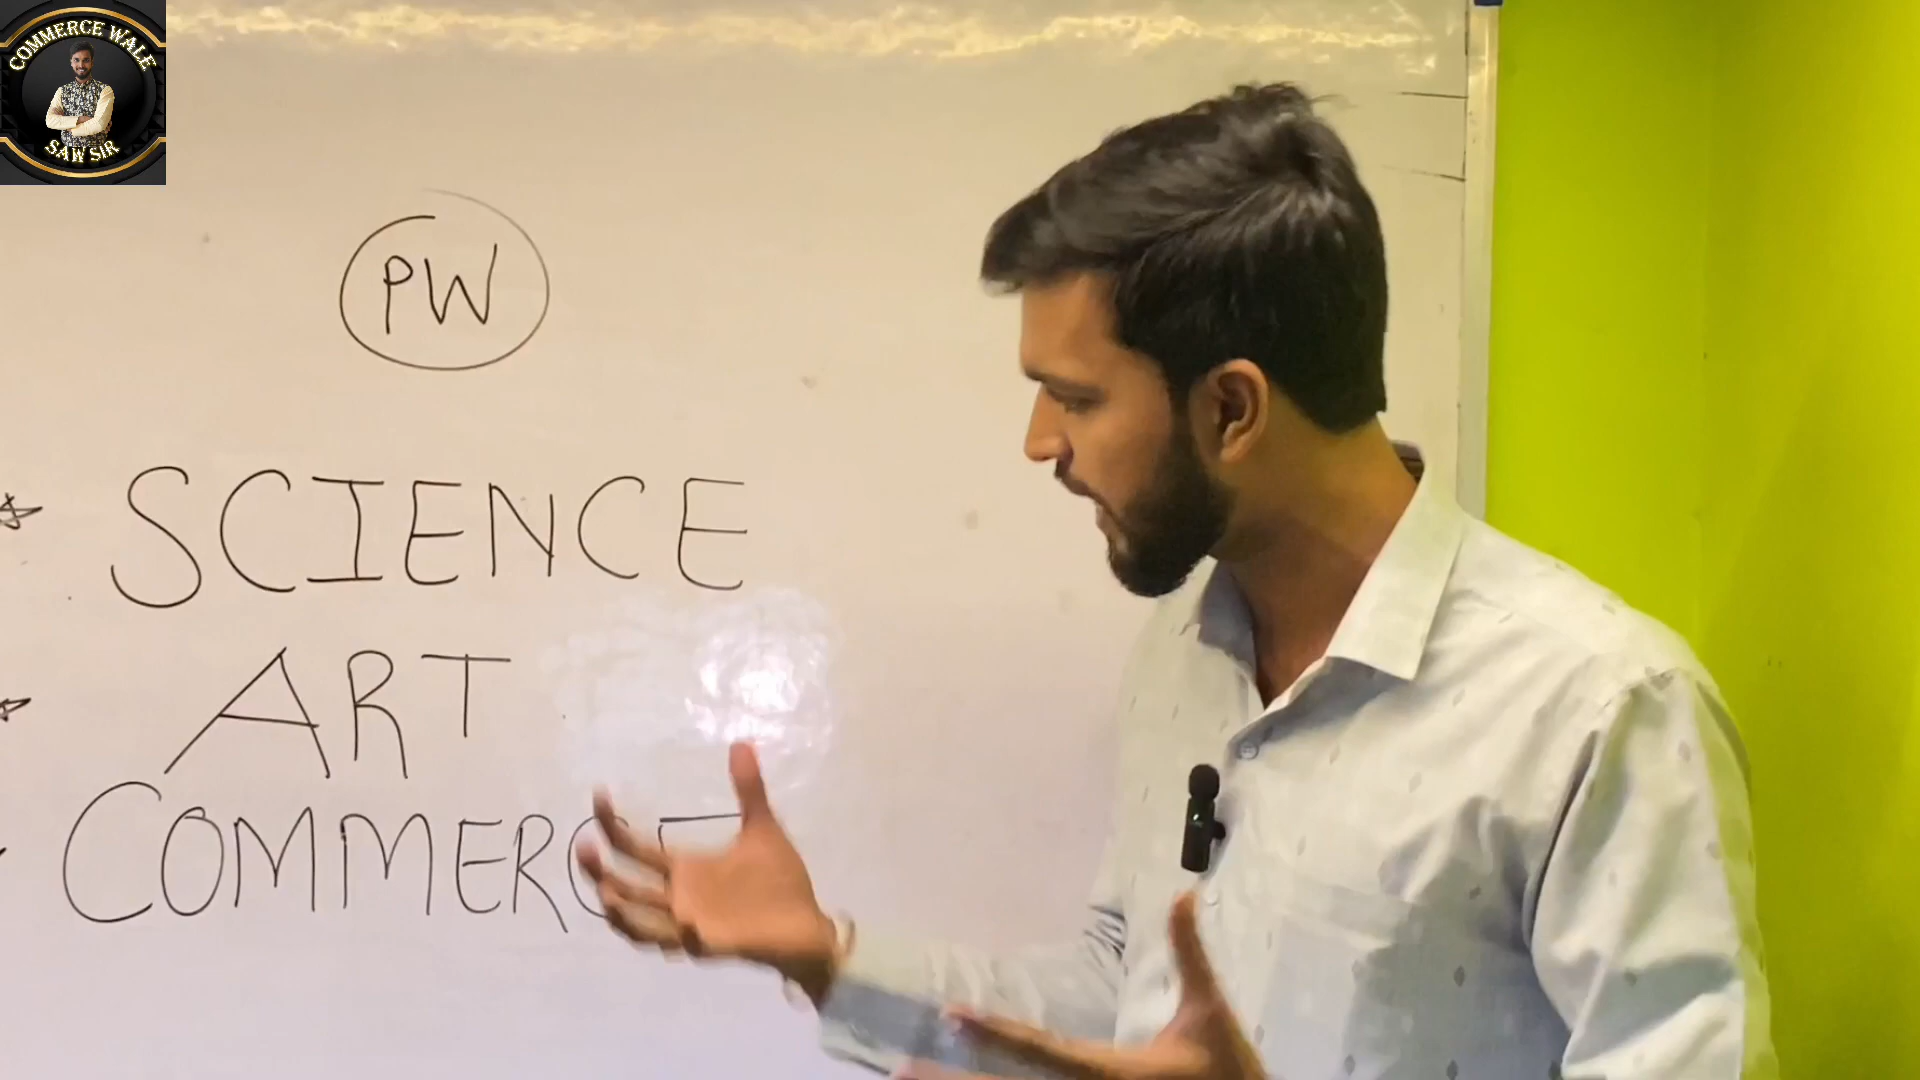 COMMERCE WALE
SAW SIR
PW
SCIENCE
ART
COMMERCE